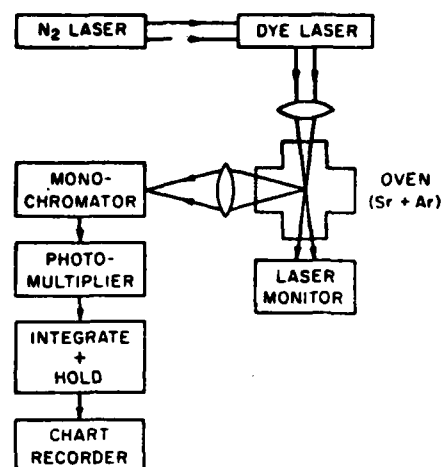 N₂ LASER
DYE LASER
MONO-
CHROMATOR
OVEN
(Sr + Ar)
PHOTO-
MULTIPLIER
LASER
MONITOR
INTEGRATE
+
HOLD
CHART
RECORDER